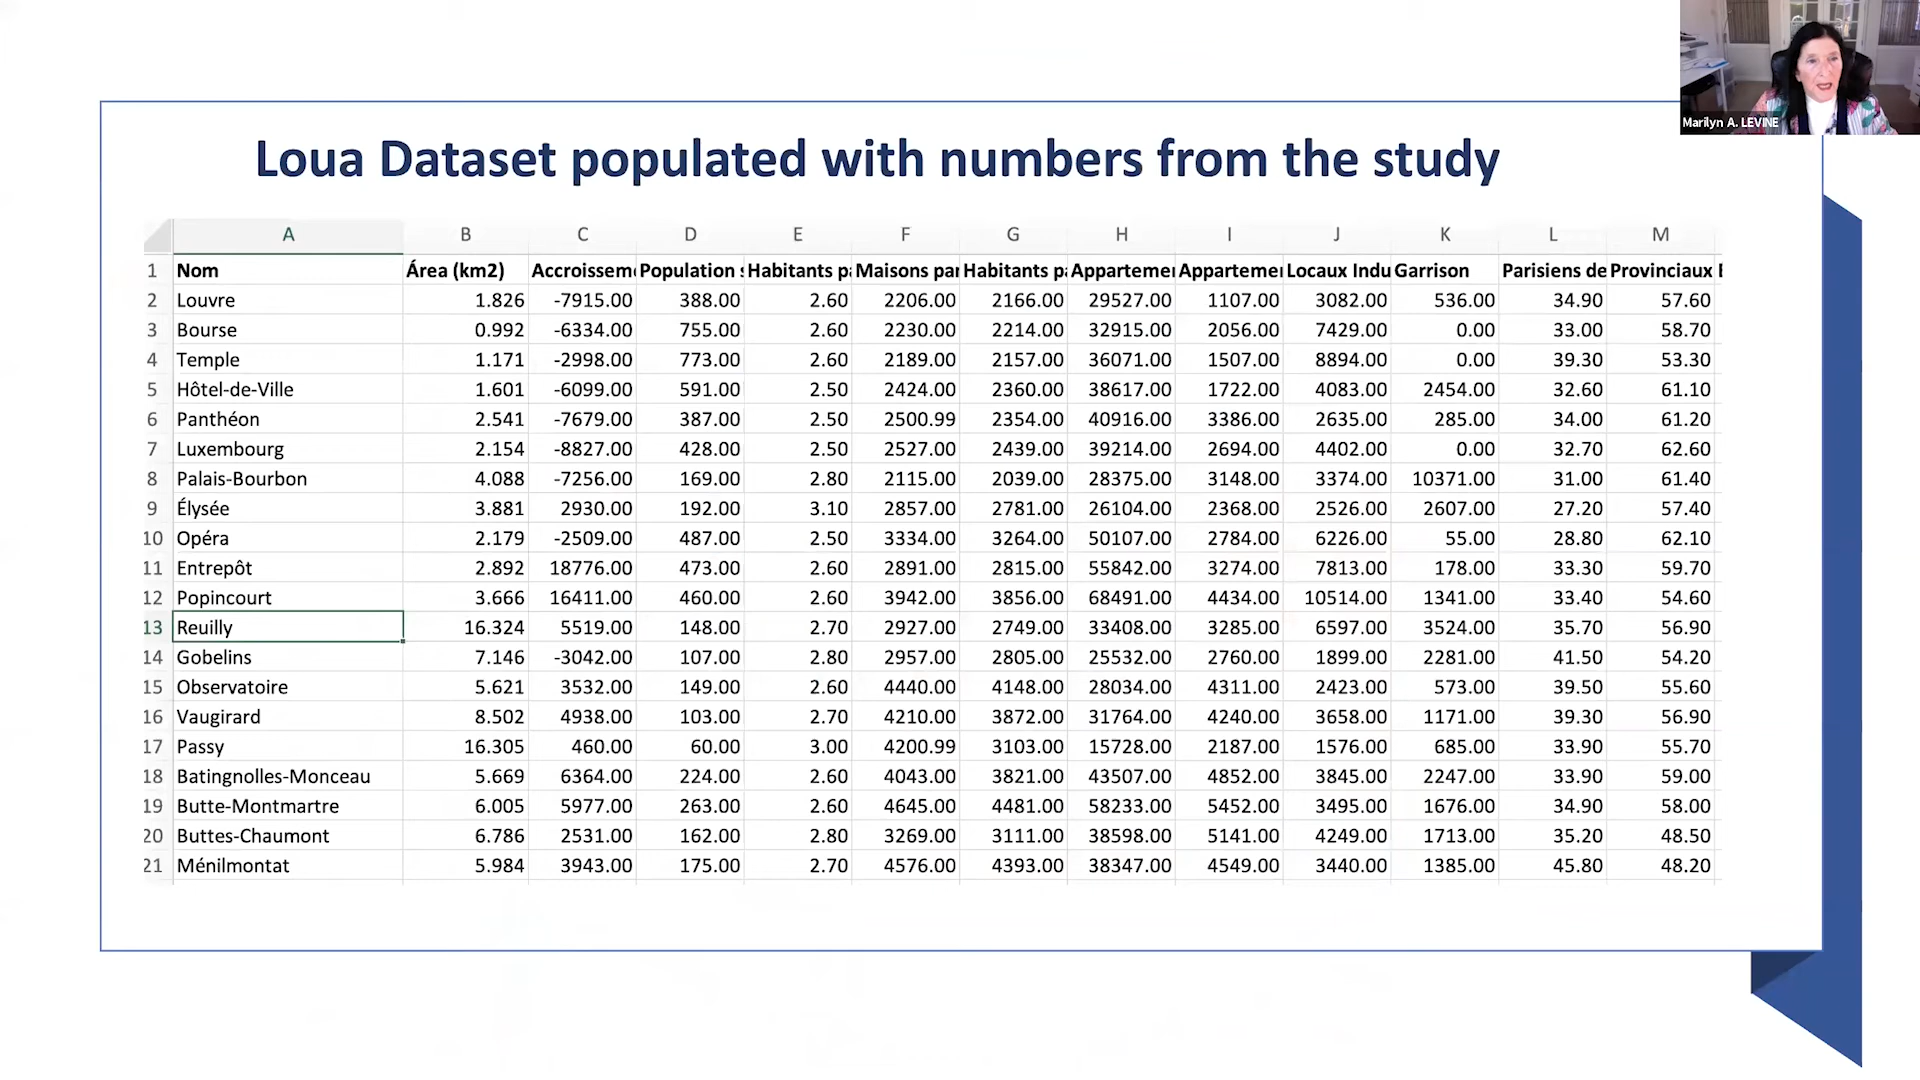 Marilyn A. LEVINE
Loua Dataset populated with numbers from the study
A B C D E F G H I J K L M
1 Nom Área (km2) Accroisseme Population s Habitants pa Maisons par Habitants pa Appartemen Appartemen Locaux Indu Garrison Parisiens de Provinciaux E
2 Louvre 1.826 -7915.00 388.00 2.60 2206.00 2166.00 29527.00 1107.00 3082.00 536.00 34.90 57.60
3 Bourse 0.992 -6334.00 755.00 2.60 2230.00 2214.00 32915.00 2056.00 7429.00 0.00 33.00 58.70
4 Temple 1.171 -2998.00 773.00 2.60 2189.00 2157.00 36071.00 1507.00 8894.00 0.00 39.30 53.30
5 Hôtel-de-Ville 1.601 -6099.00 591.00 2.50 2424.00 2360.00 38617.00 1722.00 4083.00 2454.00 32.60 61.10
6 Panthéon 2.541 -7679.00 387.00 2.50 2500.99 2354.00 40916.00 3386.00 2635.00 285.00 34.00 61.20
7 Luxembourg 2.154 -8827.00 428.00 2.50 2527.00 2439.00 39214.00 2694.00 4402.00 0.00 32.70 62.60
8 Palais-Bourbon 4.088 -7256.00 169.00 2.80 2115.00 2039.00 28375.00 3148.00 3374.00 10371.00 31.00 61.40
9 Élysée 3.881 2930.00 192.00 3.10 2857.00 2781.00 26104.00 2368.00 2526.00 2607.00 27.20 57.40
10 Opéra 2.179 -2509.00 487.00 2.50 3334.00 3264.00 50107.00 2784.00 6226.00 55.00 28.80 62.10
11 Entrepôt 2.892 18776.00 473.00 2.60 2891.00 2815.00 55842.00 3274.00 7813.00 178.00 33.30 59.70
12 Popincourt 3.666 16411.00 460.00 2.60 3942.00 3856.00 68491.00 4434.00 10514.00 1341.00 33.40 54.60
13 Reuilly 16.324 5519.00 148.00 2.70 2927.00 2749.00 33408.00 3285.00 6597.00 3524.00 35.70 56.90
14 Gobelins 7.146 -3042.00 107.00 2.80 2957.00 2805.00 25532.00 2760.00 1899.00 2281.00 41.50 54.20
15 Observatoire 5.621 3532.00 149.00 2.60 4440.00 4148.00 28034.00 4311.00 2423.00 573.00 39.50 55.60
16 Vaugirard 8.502 4938.00 103.00 2.70 4210.00 3872.00 31764.00 4240.00 3658.00 1171.00 39.30 56.90
17 Passy 16.305 460.00 60.00 3.00 4200.99 3103.00 15728.00 2187.00 1576.00 685.00 33.90 55.70
18 Batingnolles-Monceau 5.669 6364.00 224.00 2.60 4043.00 3821.00 43507.00 4852.00 3845.00 2247.00 33.90 59.00
19 Butte-Montmartre 6.005 5977.00 263.00 2.60 4645.00 4481.00 58233.00 5452.00 3495.00 1676.00 34.90 58.00
20 Buttes-Chaumont 6.786 2531.00 162.00 2.80 3269.00 3111.00 38598.00 5141.00 4249.00 1713.00 35.20 48.50
21 Ménilmontat 5.984 3943.00 175.00 2.70 4576.00 4393.00 38347.00 4549.00 3440.00 1385.00 45.80 48.20